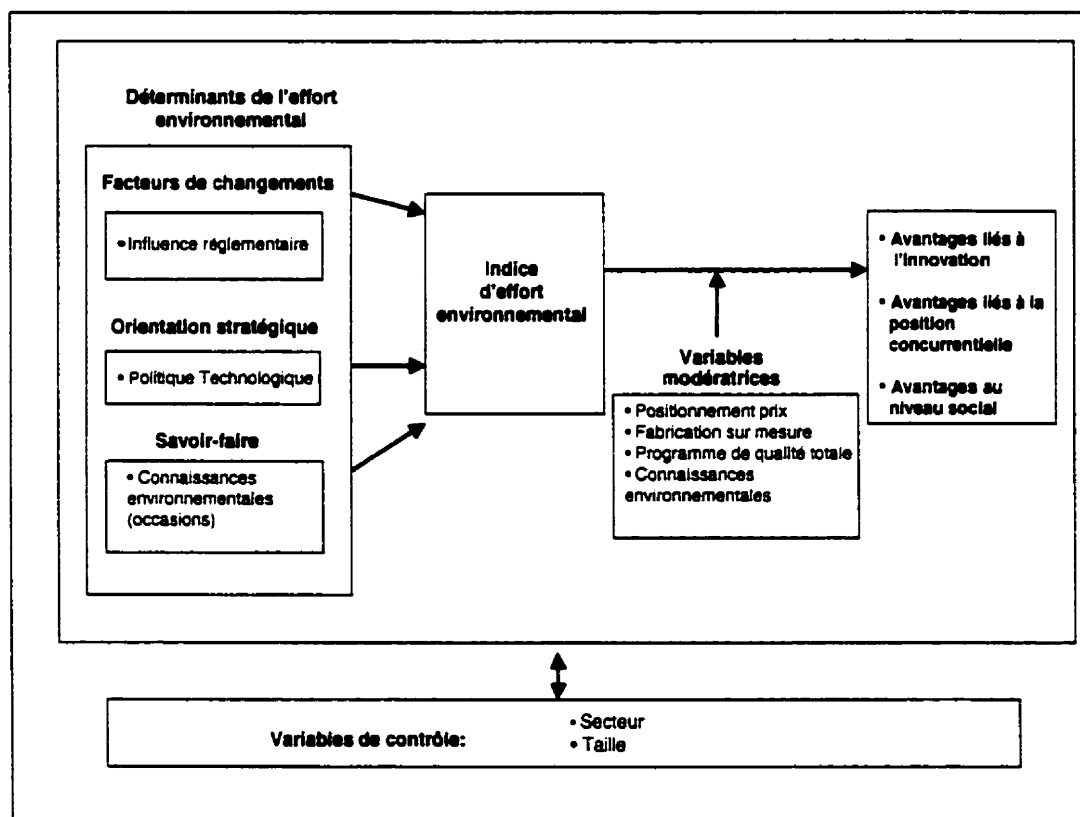 Déterminants de l'effort
environnemental
Facteurs de changements
• Influence réglementaire
Orientation stratégique
• Politique Technologique
Savoir-faire
• Connaissances
environnementales
(occasions)
Indice
d'effort
environnemental
Variables
modératrices
• Positionnement prix
• Fabrication sur mesure
• Programme de qualité totale
• Connaissances
environnementales
• Avantages liés à
l'innovation
• Avantages liés à la
position
concurrentielle
• Avantages au
niveau social
Variables de contrôle:
• Secteur
• Taille